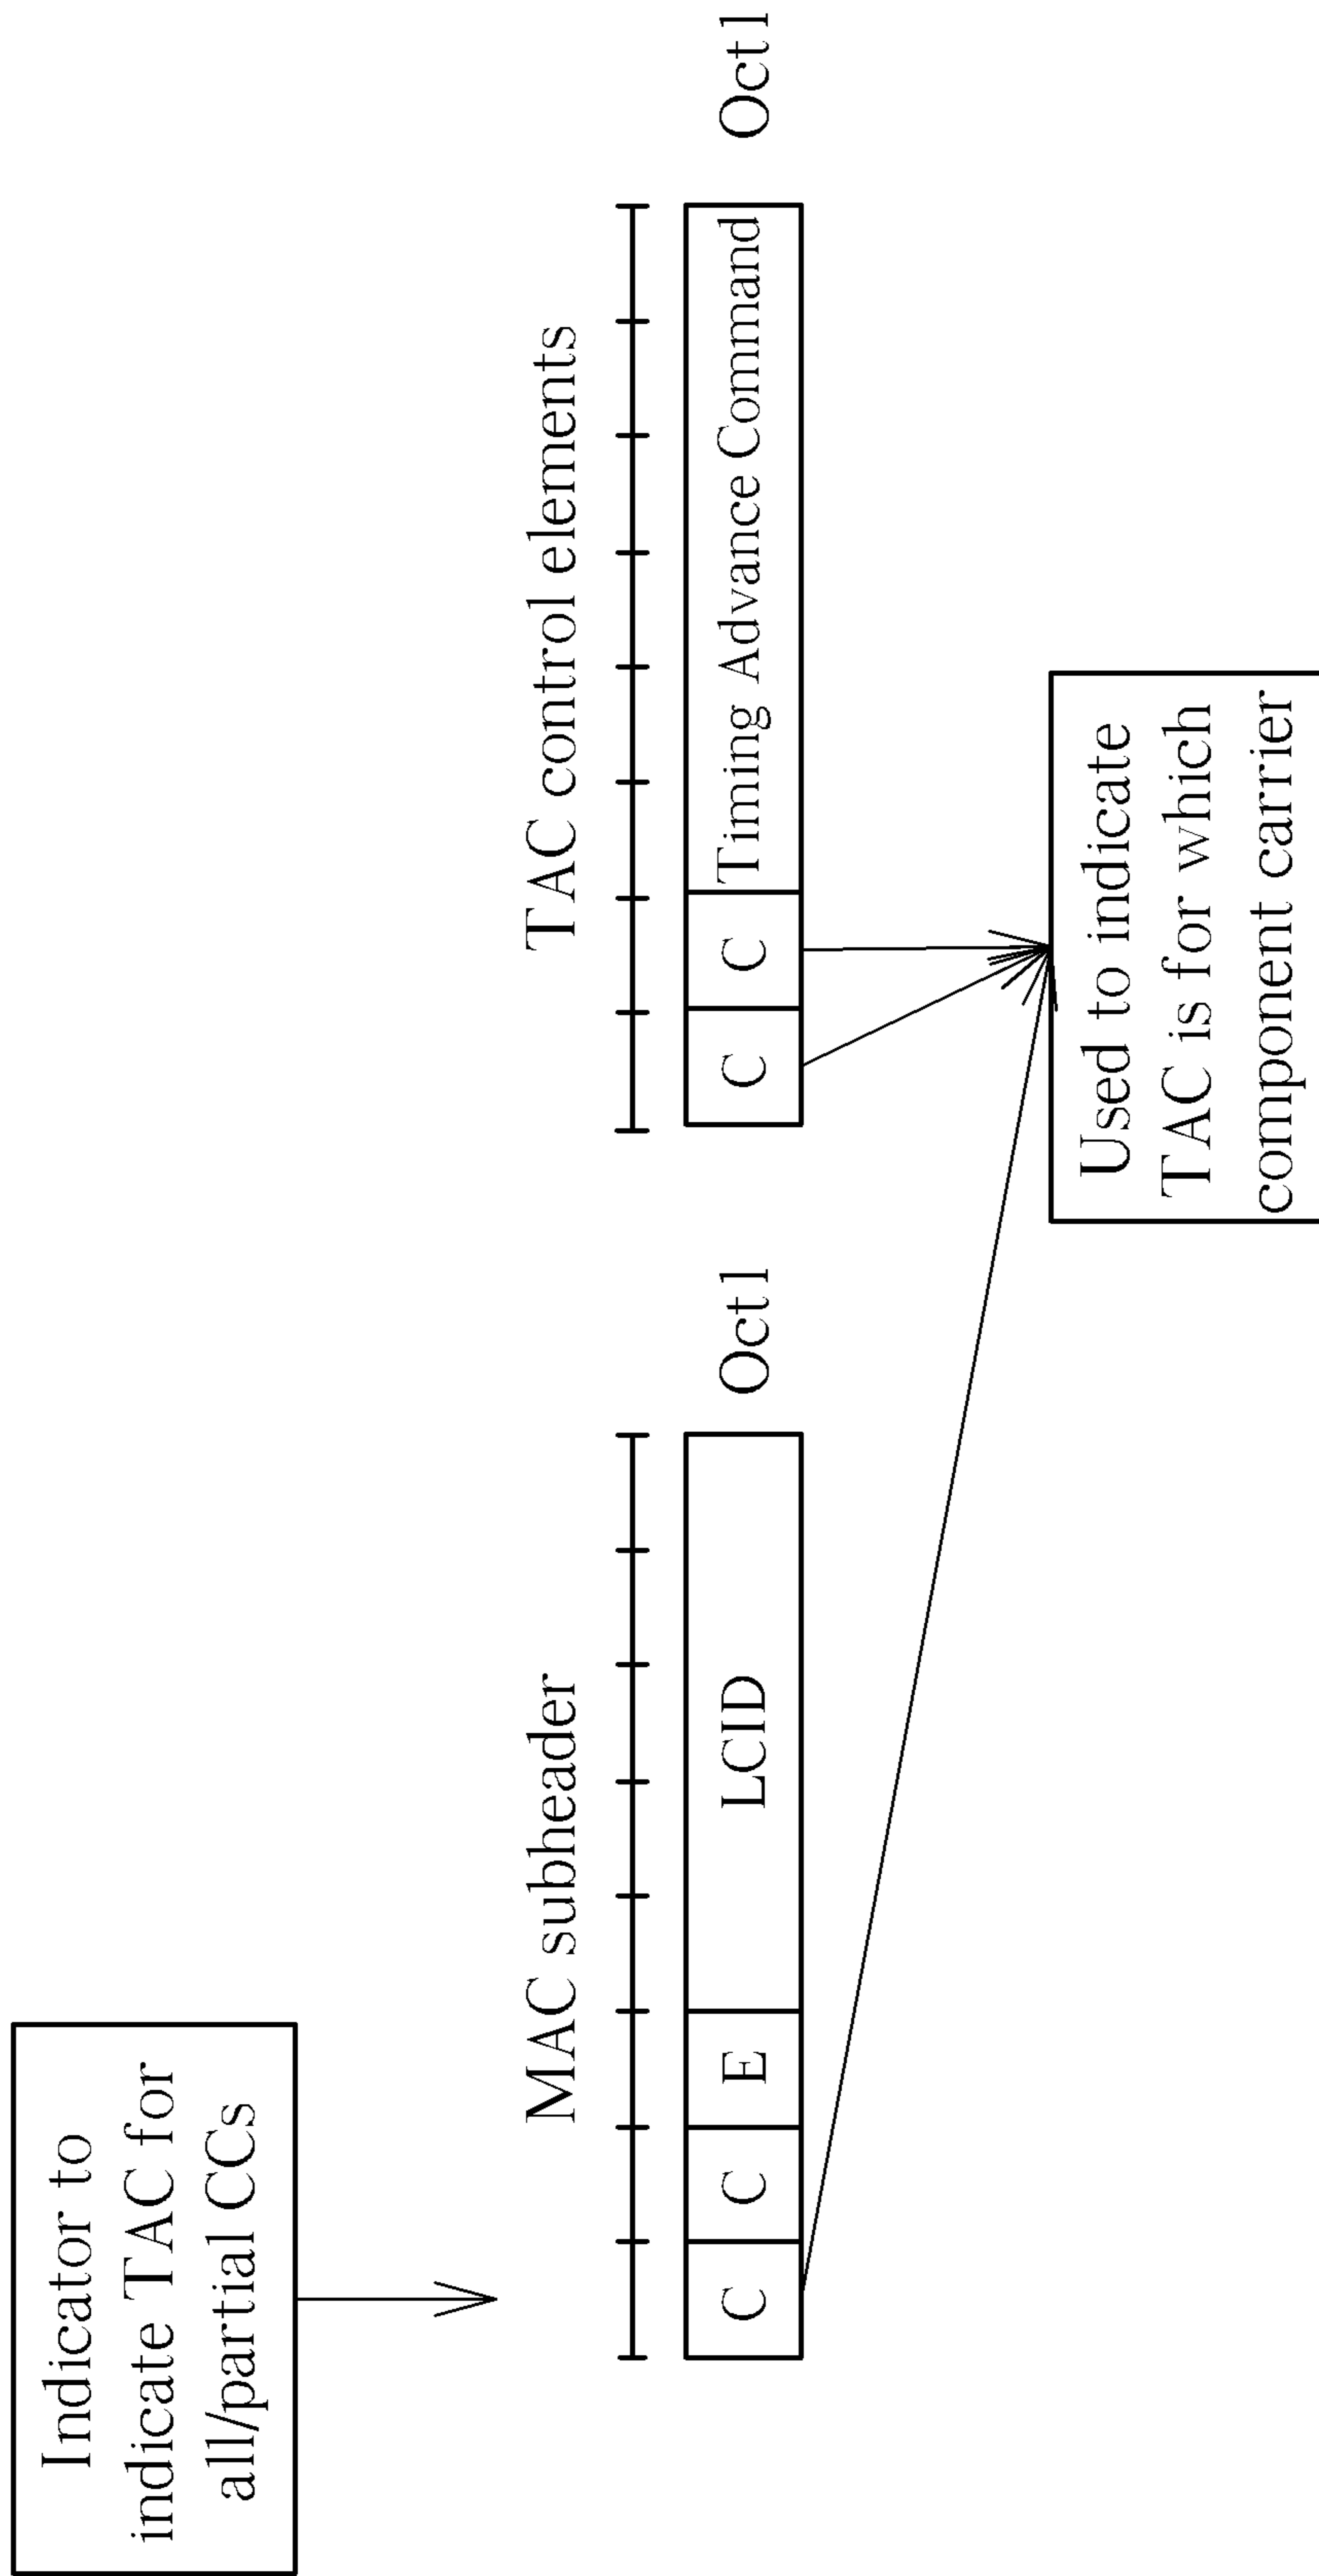 Indicator to
indicate TAC for
all/partial CCs
MAC subheader
C C E LCID Oct1
TAC control elements
C C Timing Advance Command Oct1
Used to indicate
TAC is for which
component carrier